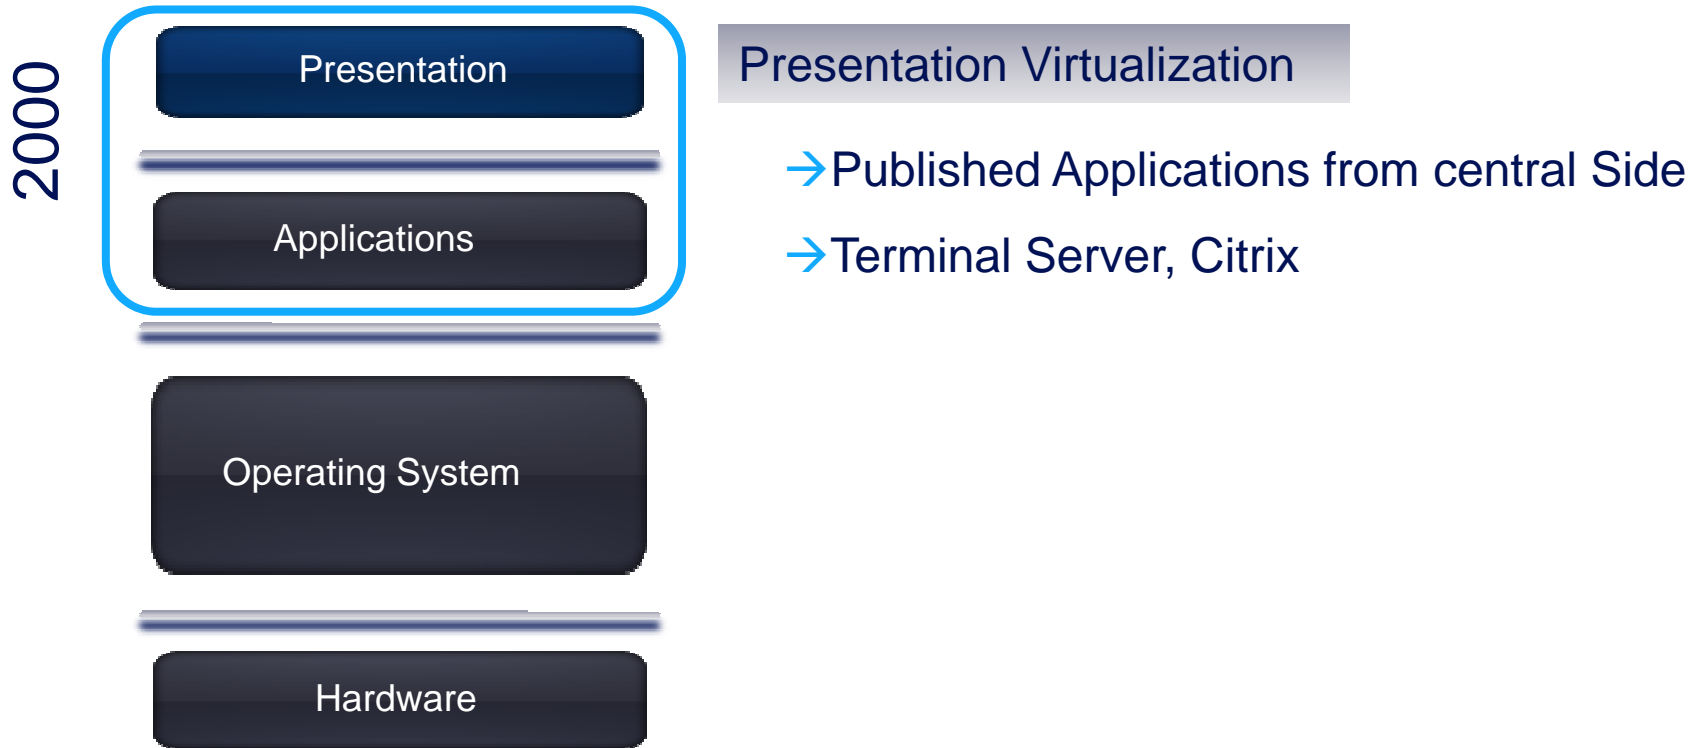 2000
Presentation
Applications
Operating System
Hardware
Presentation Virtualization
→Published Applications from central Side
→Terminal Server, Citrix